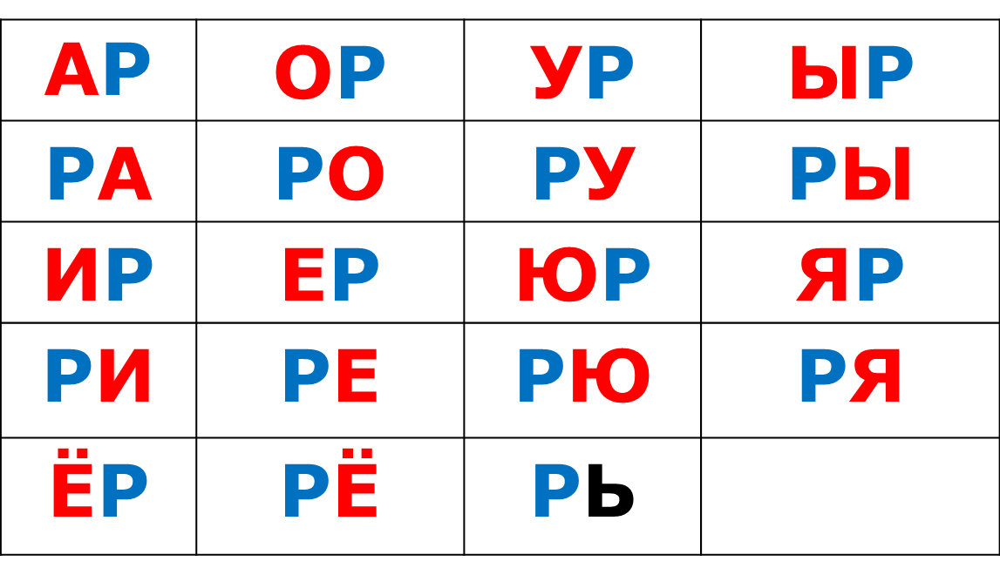 АР ОР УР ЫР
РА РО РУ РЫ
ИР ЕР ЮР ЯР
РИ РЕ РЮ РЯ
ЁР РЁ РЬ